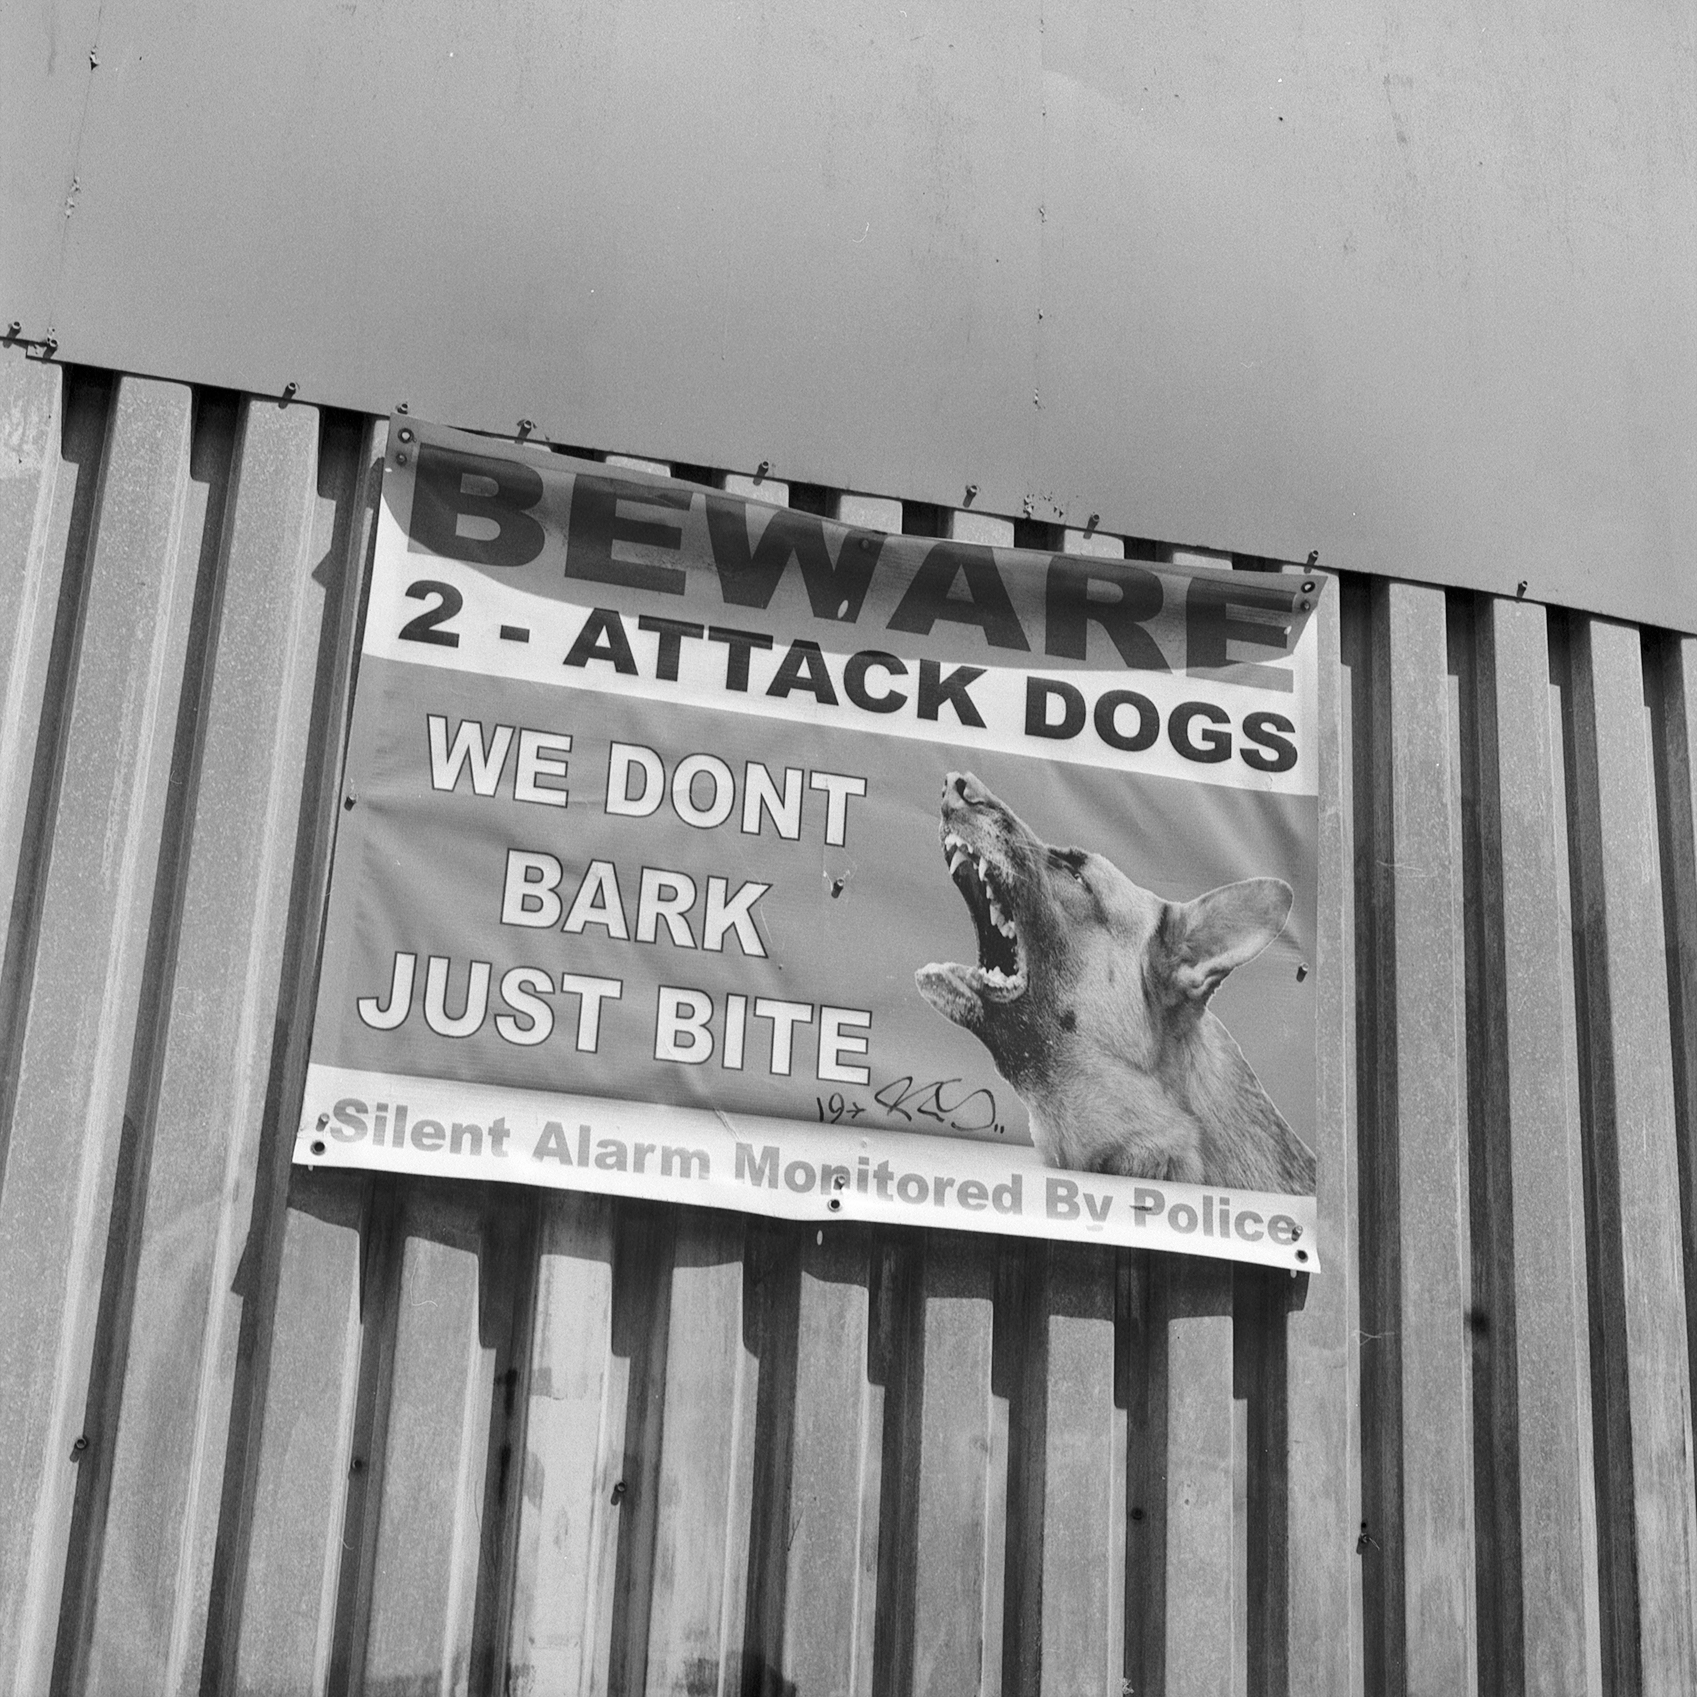 BEWARE
2 - ATTACK DOGS
WE DONT
BARK
JUST BITE
Silent Alarm Monitored By Police